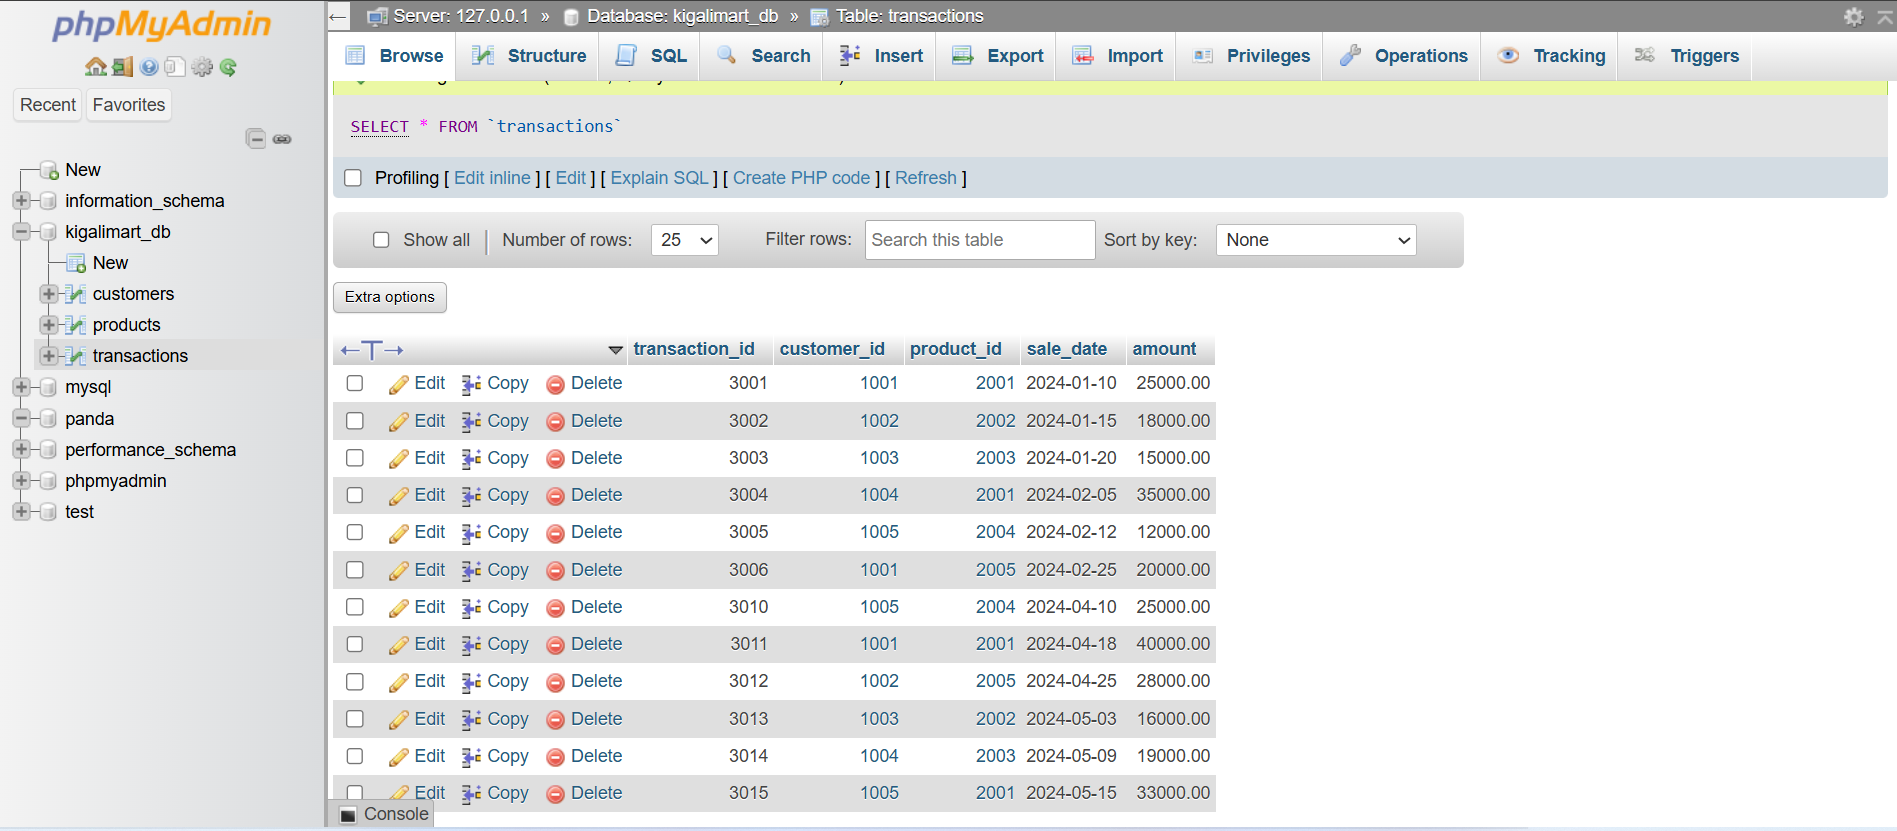 phpMyAdmin
Recent Favorites
New
information_schema
kigalimart_db
New
customers
products
transactions
mysql
panda
performance_schema
phpmyadmin
test
Server: 127.0.0.1 » Database: kigalimart_db » Table: transactions
Browse Structure SQL Search Insert Export Import Privileges Operations Tracking Triggers
SELECT * FROM `transactions`
Profiling [ Edit inline ] [ Edit ] [ Explain SQL ] [ Create PHP code ] [ Refresh ]
Show all Number of rows: 25 Filter rows: Search this table Sort by key: None
Extra options
transaction_id customer_id product_id sale_date amount
Edit Copy Delete 3001 1001 2001 2024-01-10 25000.00
Edit Copy Delete 3002 1002 2002 2024-01-15 18000.00
Edit Copy Delete 3003 1003 2003 2024-01-20 15000.00
Edit Copy Delete 3004 1004 2001 2024-02-05 35000.00
Edit Copy Delete 3005 1005 2004 2024-02-12 12000.00
Edit Copy Delete 3006 1001 2005 2024-02-25 20000.00
Edit Copy Delete 3010 1005 2004 2024-04-10 25000.00
Edit Copy Delete 3011 1001 2001 2024-04-18 40000.00
Edit Copy Delete 3012 1002 2005 2024-04-25 28000.00
Edit Copy Delete 3013 1003 2002 2024-05-03 16000.00
Edit Copy Delete 3014 1004 2003 2024-05-09 19000.00
Edit Copy Delete 3015 1005 2001 2024-05-15 33000.00
Console